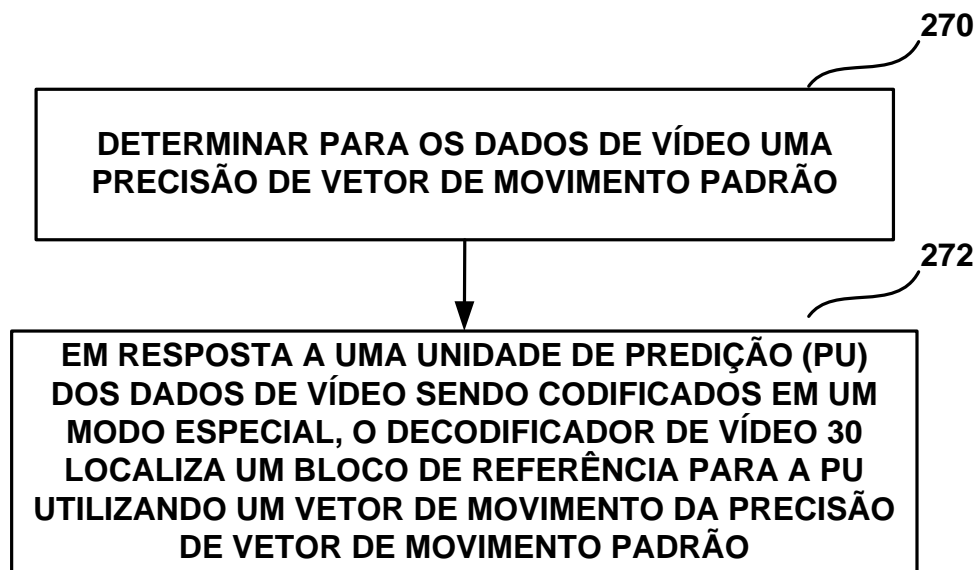 270
DETERMINAR PARA OS DADOS DE VÍDEO UMA
PRECISÃO DE VETOR DE MOVIMENTO PADRÃO
272
EM RESPOSTA A UMA UNIDADE DE PREDIÇÃO (PU)
DOS DADOS DE VÍDEO SENDO CODIFICADOS EM UM
MODO ESPECIAL, O DECODIFICADOR DE VÍDEO 30
LOCALIZA UM BLOCO DE REFERÊNCIA PARA A PU
UTILIZANDO UM VETOR DE MOVIMENTO DA PRECISÃO
DE VETOR DE MOVIMENTO PADRÃO